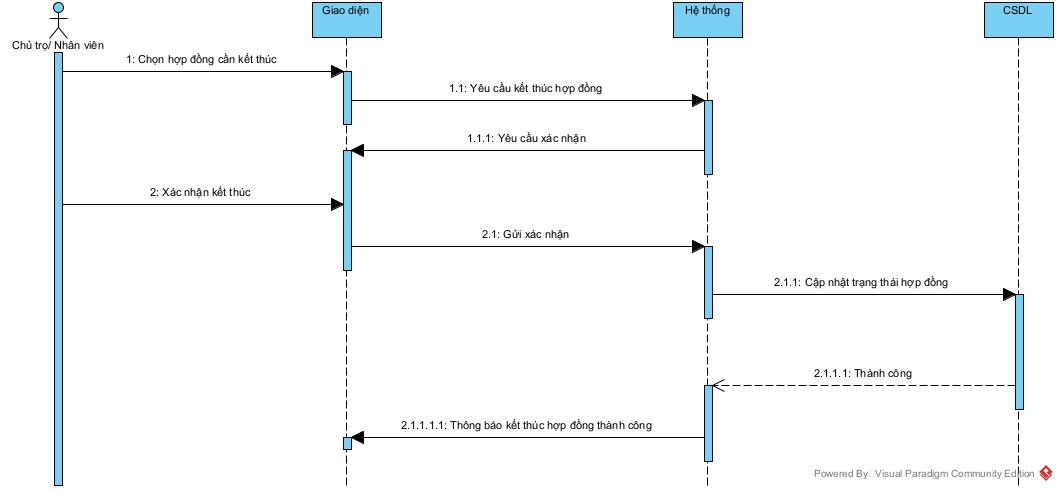 Giao diện
Hệ thống
CSDL
Chủ trọ/ Nhân viên
1: Chọn hợp đồng cần kết thúc
1.1: Yêu cầu kết thúc hợp đồng
1.1.1: Yêu cầu xác nhận
2: Xác nhận kết thúc
2.1: Gửi xác nhận
2.1.1: Cập nhật trạng thái hợp đồng
2.1.1.1: Thành công
2.1.1.1.1: Thông báo kết thúc hợp đồng thành công
Powered By Visual Paradigm Community Edition